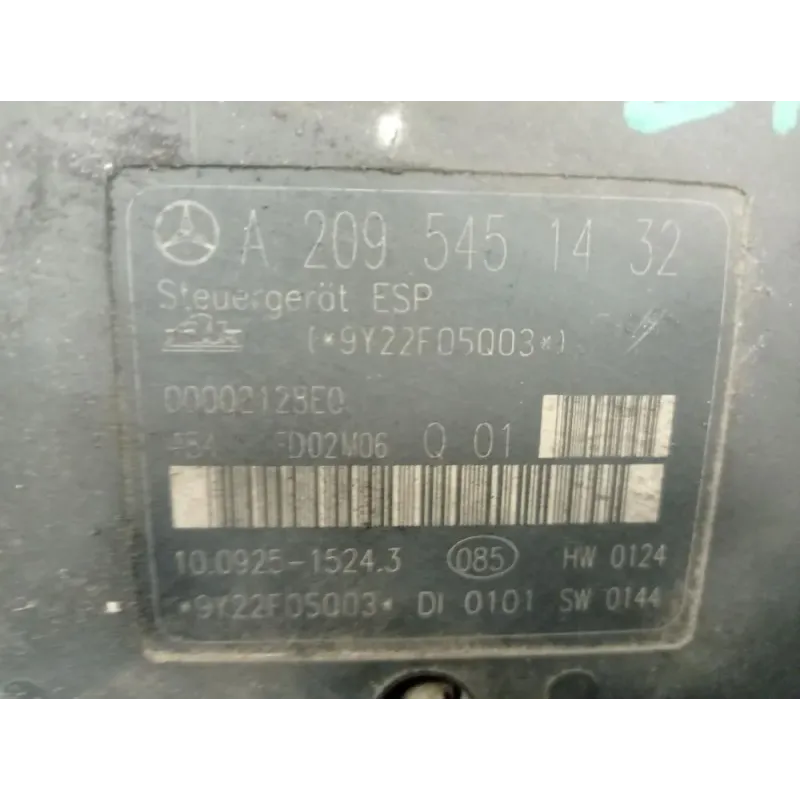 A 209 545 14 32
Steuergerät ESP
(*9Y22F05Q03*)
00002128E0
FD02M06 Q 01
10.0925-1524.3 085 HW 0124
*9Y22F05Q03* DI 0101 SW 0144